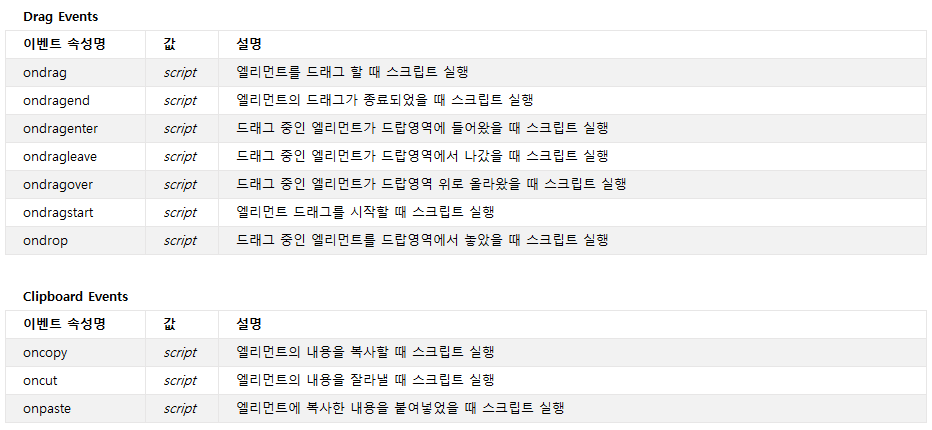 Drag Events
이벤트 속성명 값 설명
ondrag script 엘리먼트를 드래그 할 때 스크립트 실행
ondragend script 엘리먼트의 드래그가 종료되었을 때 스크립트 실행
ondragenter script 드래그 중인 엘리먼트가 드랍영역에 들어왔을 때 스크립트 실행
ondragleave script 드래그 중인 엘리먼트가 드랍영역에서 나갔을 때 스크립트 실행
ondragover script 드래그 중인 엘리먼트가 드랍영역 위로 올라왔을 때 스크립트 실행
ondragstart script 엘리먼트 드래그를 시작할 때 스크립트 실행
ondrop script 드래그 중인 엘리먼트를 드랍영역에서 놓았을 때 스크립트 실행
Clipboard Events
이벤트 속성명 값 설명
oncopy script 엘리먼트의 내용을 복사할 때 스크립트 실행
oncut script 엘리먼트의 내용을 잘라낼 때 스크립트 실행
onpaste script 엘리먼트에 복사한 내용을 붙여넣었을 때 스크립트 실행